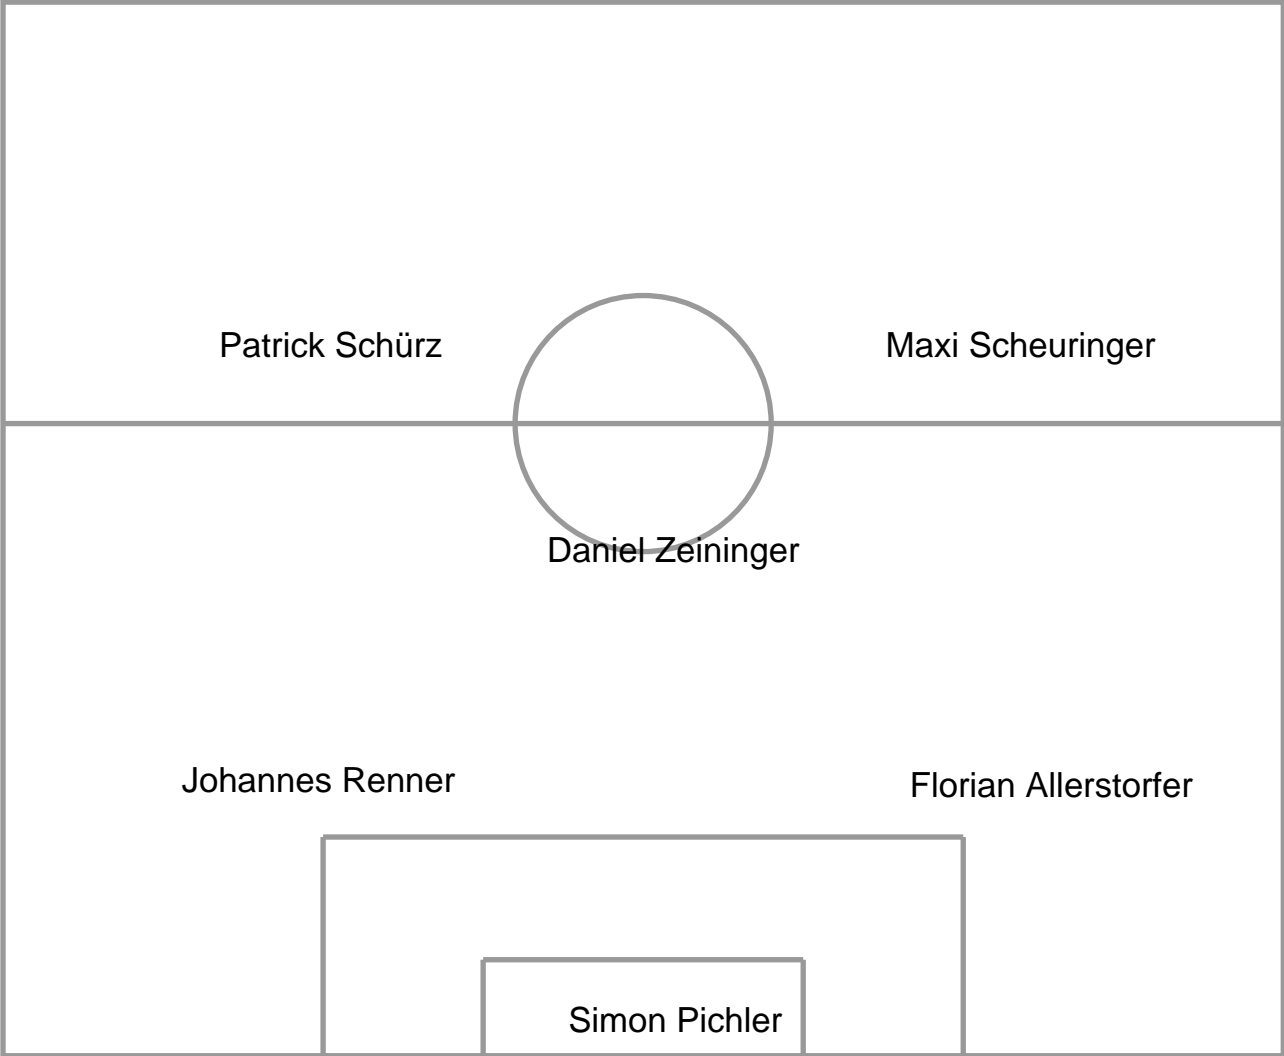 Patrick Schürz
Maxi Scheuringer
Daniel Zeininger
Johannes Renner
Florian Allerstorfer
Simon Pichler